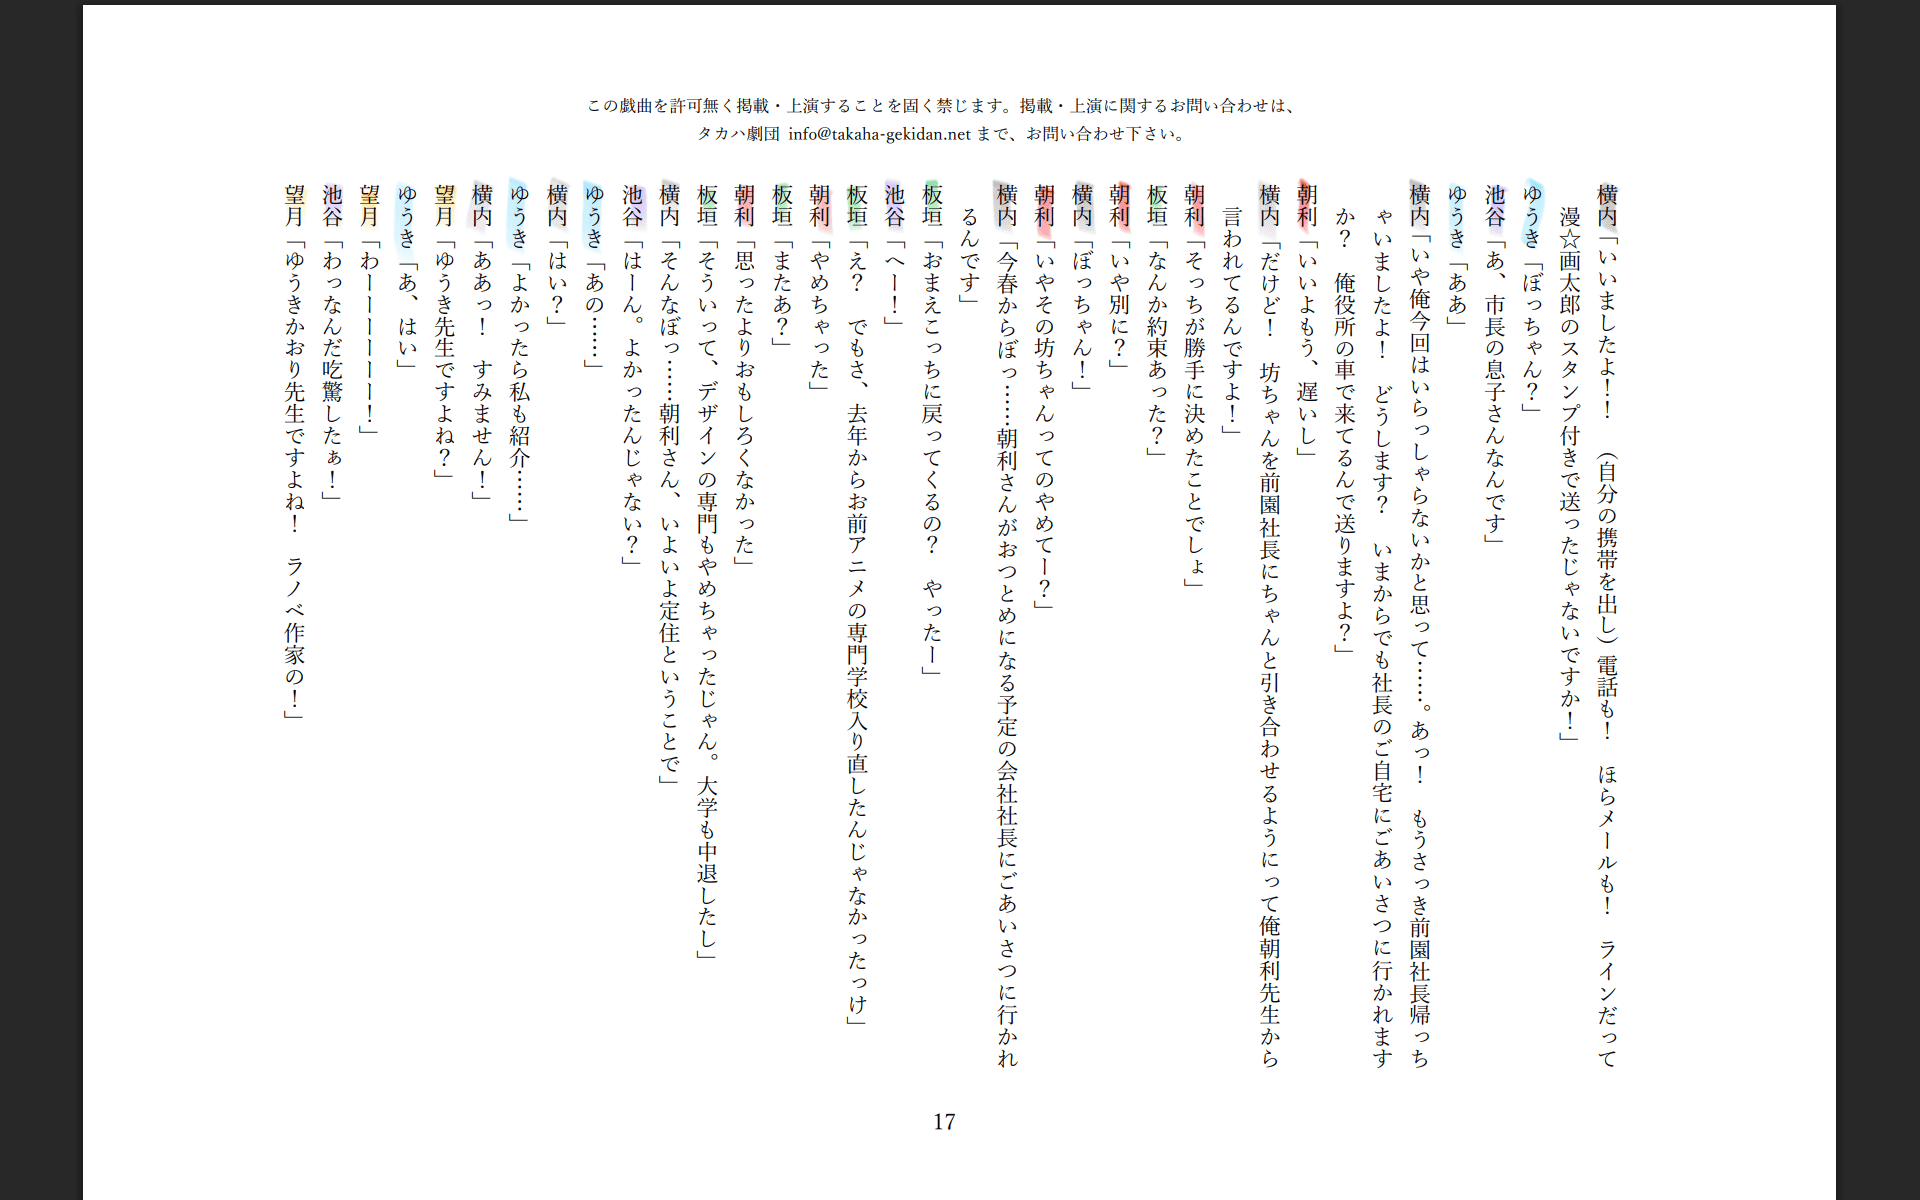 この戯曲を許可無く掲載・上演することを固く禁じます。掲載・上演に関するお問い合わせは、
タカハ劇団 info@takaha-gekidan.net まで、お問い合わせ下さい。
横内「いいましたよ！！　（自分の携帯を出し）電話も！　ほらメールも！　ラインだって
漫☆画太郎のスタンプ付きで送ったじゃないですか！」
ゆうき「ぼっちゃん？」
池谷「あ、市長の息子さんなんです」
ゆうき「ああ」
横内「いや俺今回はいらっしゃらないかと思って……。あっ！　もうさっき前園社長帰っち
ゃいましたよ！　どうします？　いまからでも社長のご自宅にごあいさつに行かれます
か？　俺役所の車で来てるんで送りますよ？」
朝利「いいよもう、遅いし」
横内「だけど！　坊ちゃんを前園社長にちゃんと引き合わせるようにって俺朝利先生から
言われてるんですよ！」
朝利「そっちが勝手に決めたことでしょ」
板垣「なんか約束あった？」
朝利「いや別に？」
横内「ぼっちゃん！」
朝利「いやその坊ちゃんってのやめてー？」
横内「今春からぼっ……朝利さんがおつとめになる予定の会社社長にごあいさつに行かれ
るんです」
板垣「おまえこっちに戻ってくるの？　やったー」
池谷「へー！」
板垣「え？　でもさ、去年からお前アニメの専門学校入り直したんじゃなかったっけ」
朝利「やめちゃった」
板垣「またあ？」
朝利「思ったよりおもしろくなかった」
板垣「そういって、デザインの専門もやめちゃったじゃん。大学も中退したし」
横内「そんなぼっ……朝利さん、いよいよ定住ということで」
池谷「はーん。よかったんじゃない？」
ゆうき「あの……」
横内「はい？」
ゆうき「よかったら私も紹介……」
横内「ああっ！　すみません！」
望月「ゆうき先生ですよね？」
ゆうき「あ、はい」
望月「わーーーーーー！」
池谷「わっなんだ吃驚したぁ！」
望月「ゆうきかおり先生ですよね！　ラノベ作家の！」
17